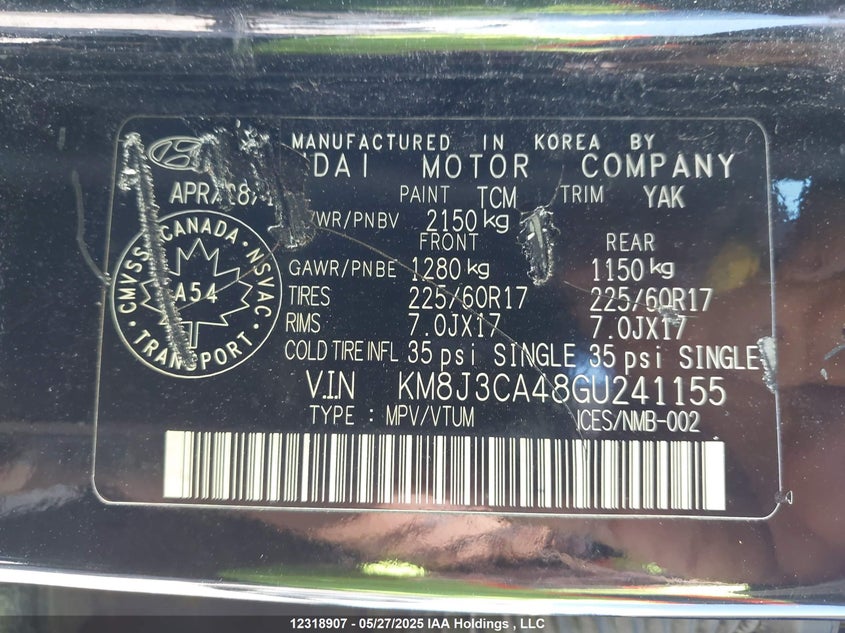 MANUFACTURED IN KOREA BY
DAI MOTOR COMPANY
APR PAINT TCM TRIM YAK
WR/PNBV 2150 kg
FRONT REAR
GAWR/PNBE 1280 kg 1150 kg
TIRES 225/60R17 225/60R17
RIMS 7.0JX17 7.0JX17
COLD TIRE INFL 35 psi SINGLE 35 psi SINGLE
V.I.N KM8J3CA48GU241155
TYPE : MPV/VTUM ICES/NMB-002
CMVSS · CANADA · NSVAC
A54
· TRANSPORT ·
12318907 - 05/27/2025 IAA Holdings , LLC